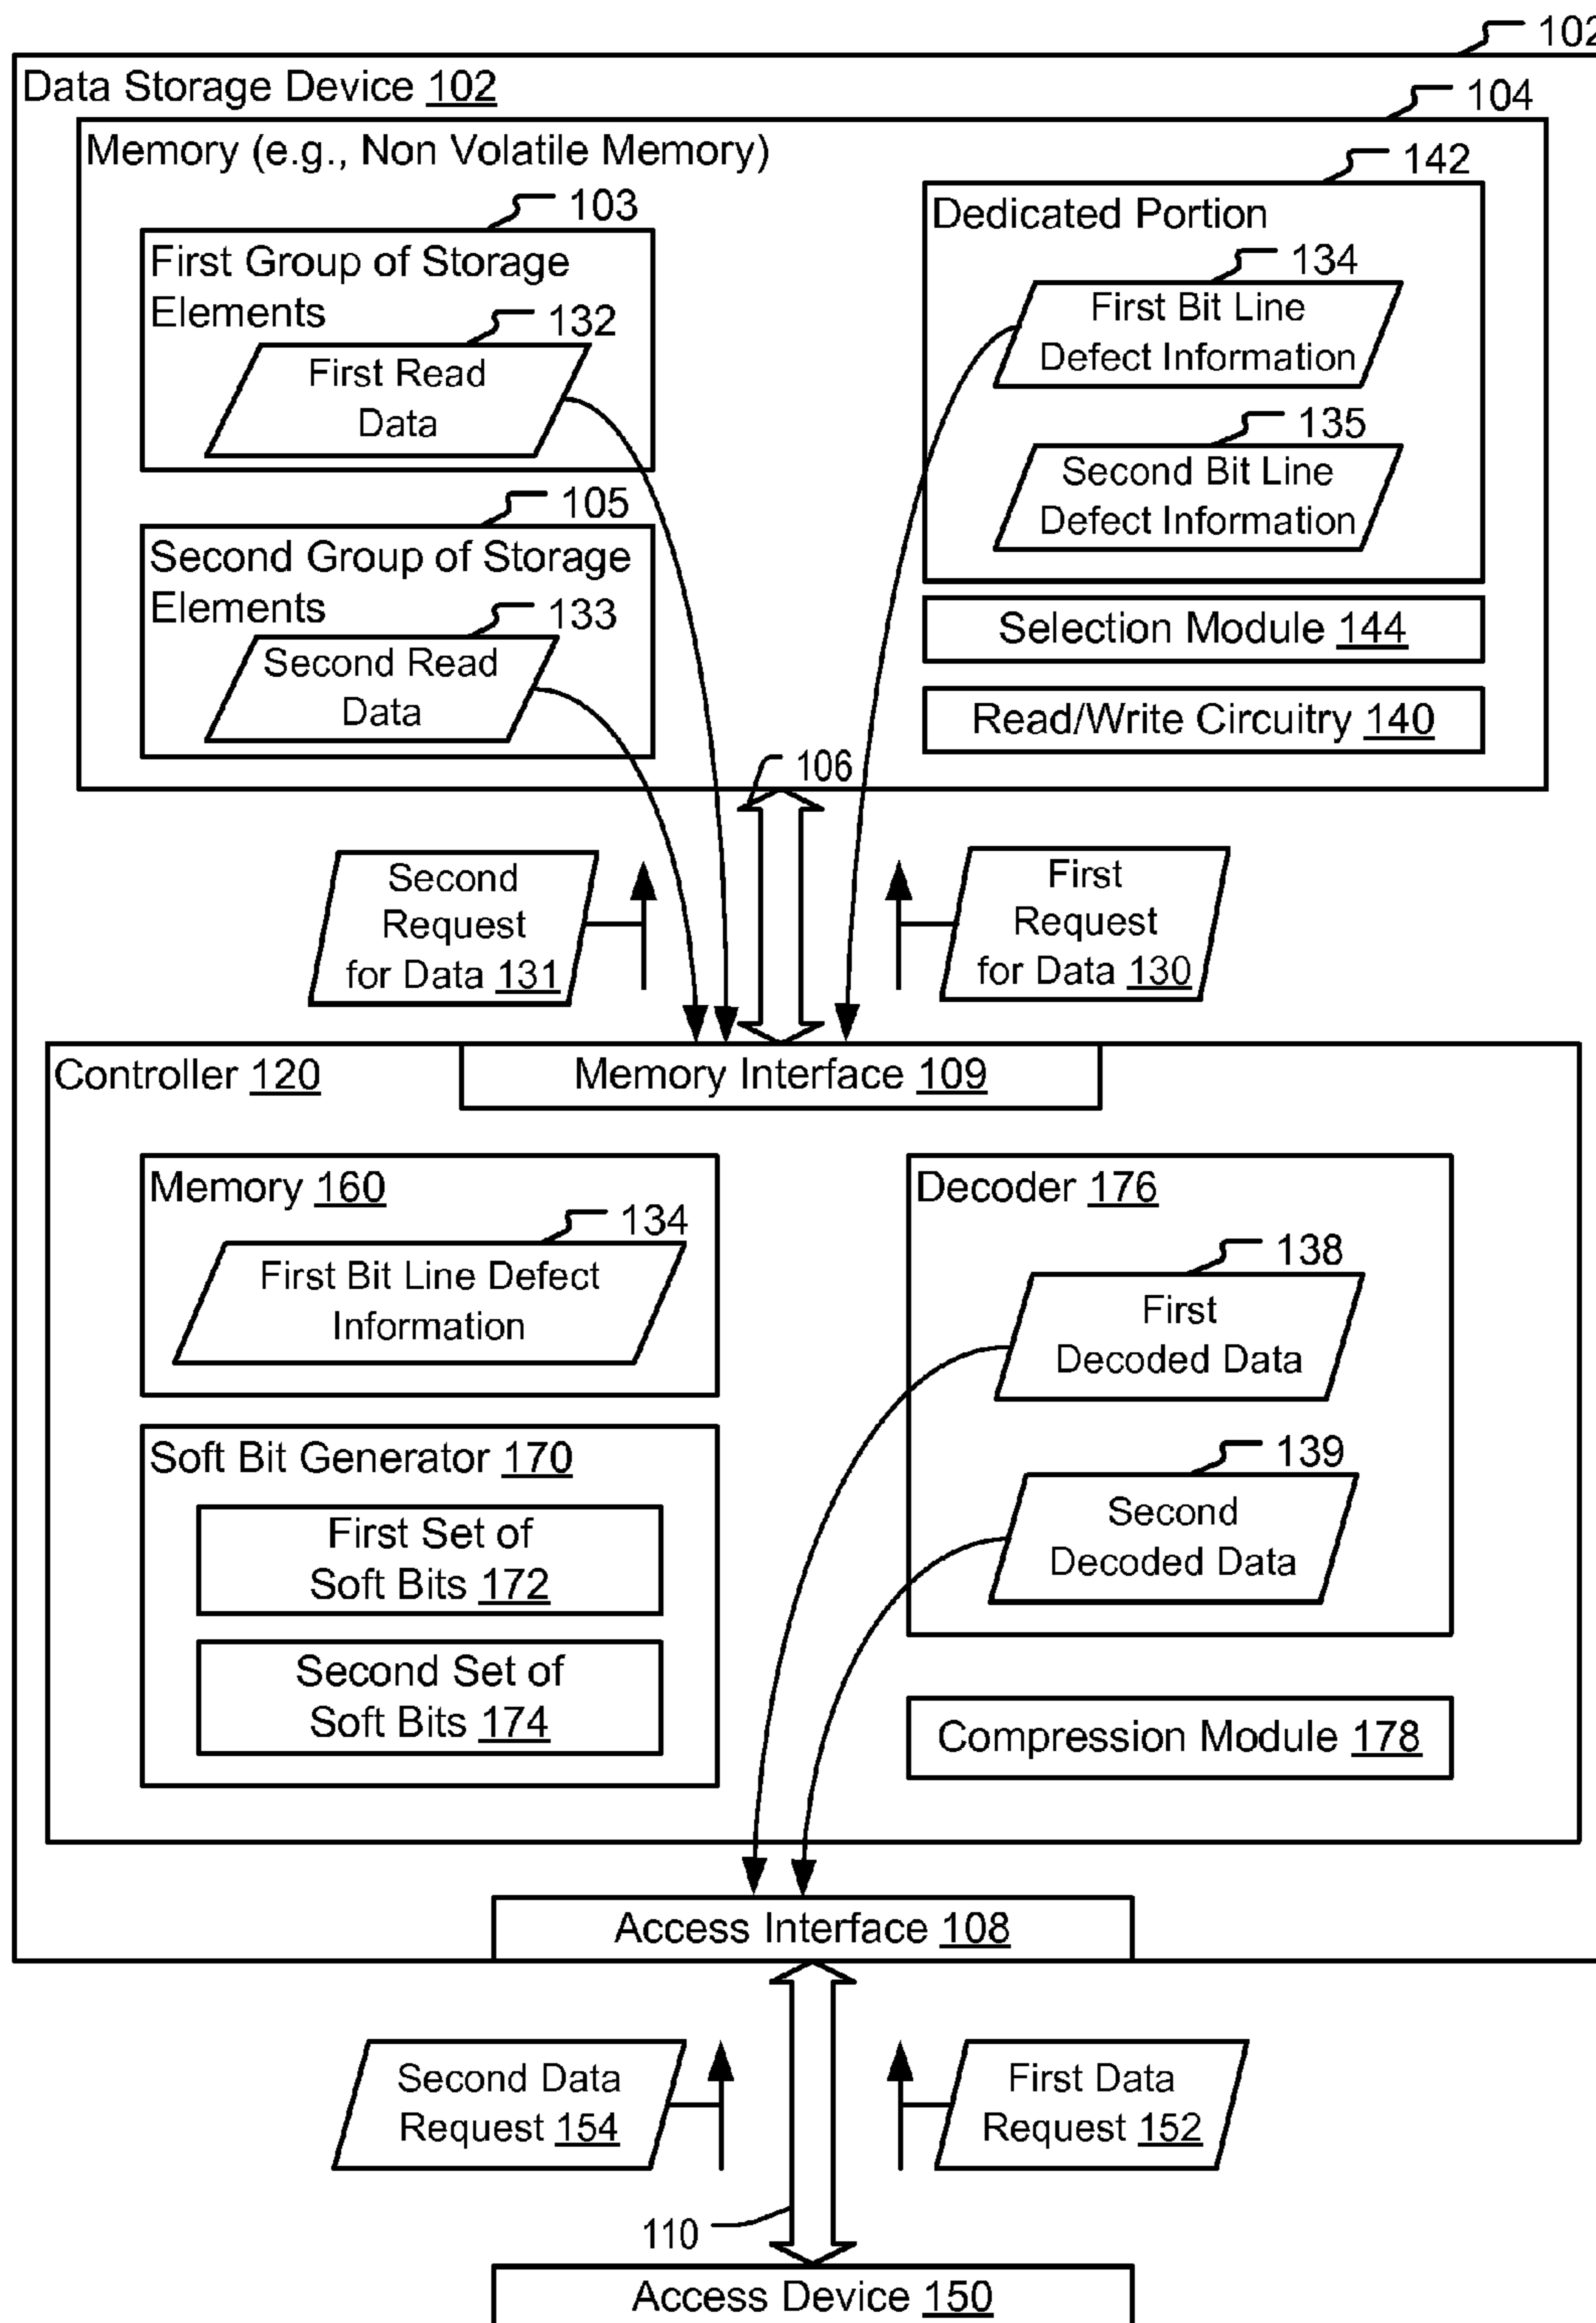 102
Data Storage Device 102
104
Memory (e.g., Non Volatile Memory)
103
First Group of Storage
Elements
132
First Read
Data
105
Second Group of Storage
Elements
133
Second Read
Data
142
Dedicated Portion
134
First Bit Line
Defect Information
135
Second Bit Line
Defect Information
Selection Module 144
Read/Write Circuitry 140
106
Second
Request
for Data 131
First
Request
for Data 130
Controller 120
Memory Interface 109
Memory 160
134
First Bit Line Defect
Information
Soft Bit Generator 170
First Set of
Soft Bits 172
Second Set of
Soft Bits 174
Decoder 176
138
First
Decoded Data
139
Second
Decoded Data
Compression Module 178
Access Interface 108
Second Data
Request 154
First Data
Request 152
110
Access Device 150